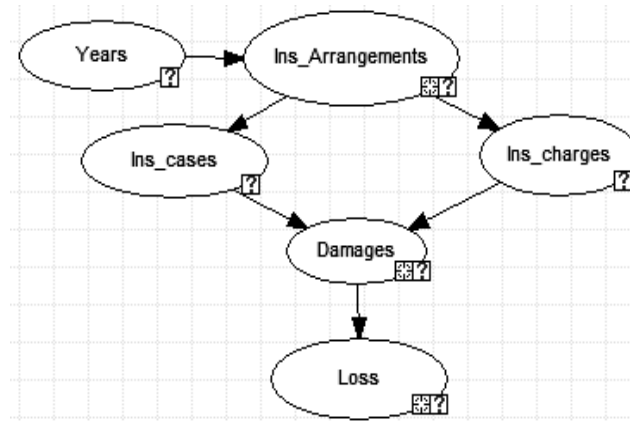 Years
?
Ins_Arrangements
?
Ins_cases
?
Ins_charges
?
Damages
?
Loss
?